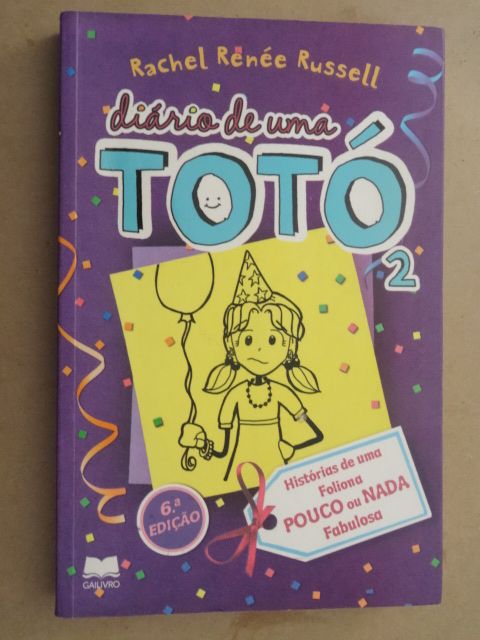 Rachel Renée Russell
diário de uma
TOTÓ
2
Histórias de uma
Foliona
POUCO ou NADA
Fabulosa
6.ª
EDIÇÃO
GAILIVRO